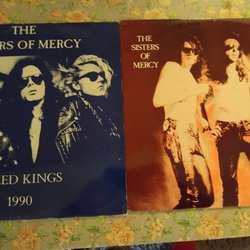 THE
RS OF MERCY
ED KINGS
1990
THE
SISTERS
OF
MERCY